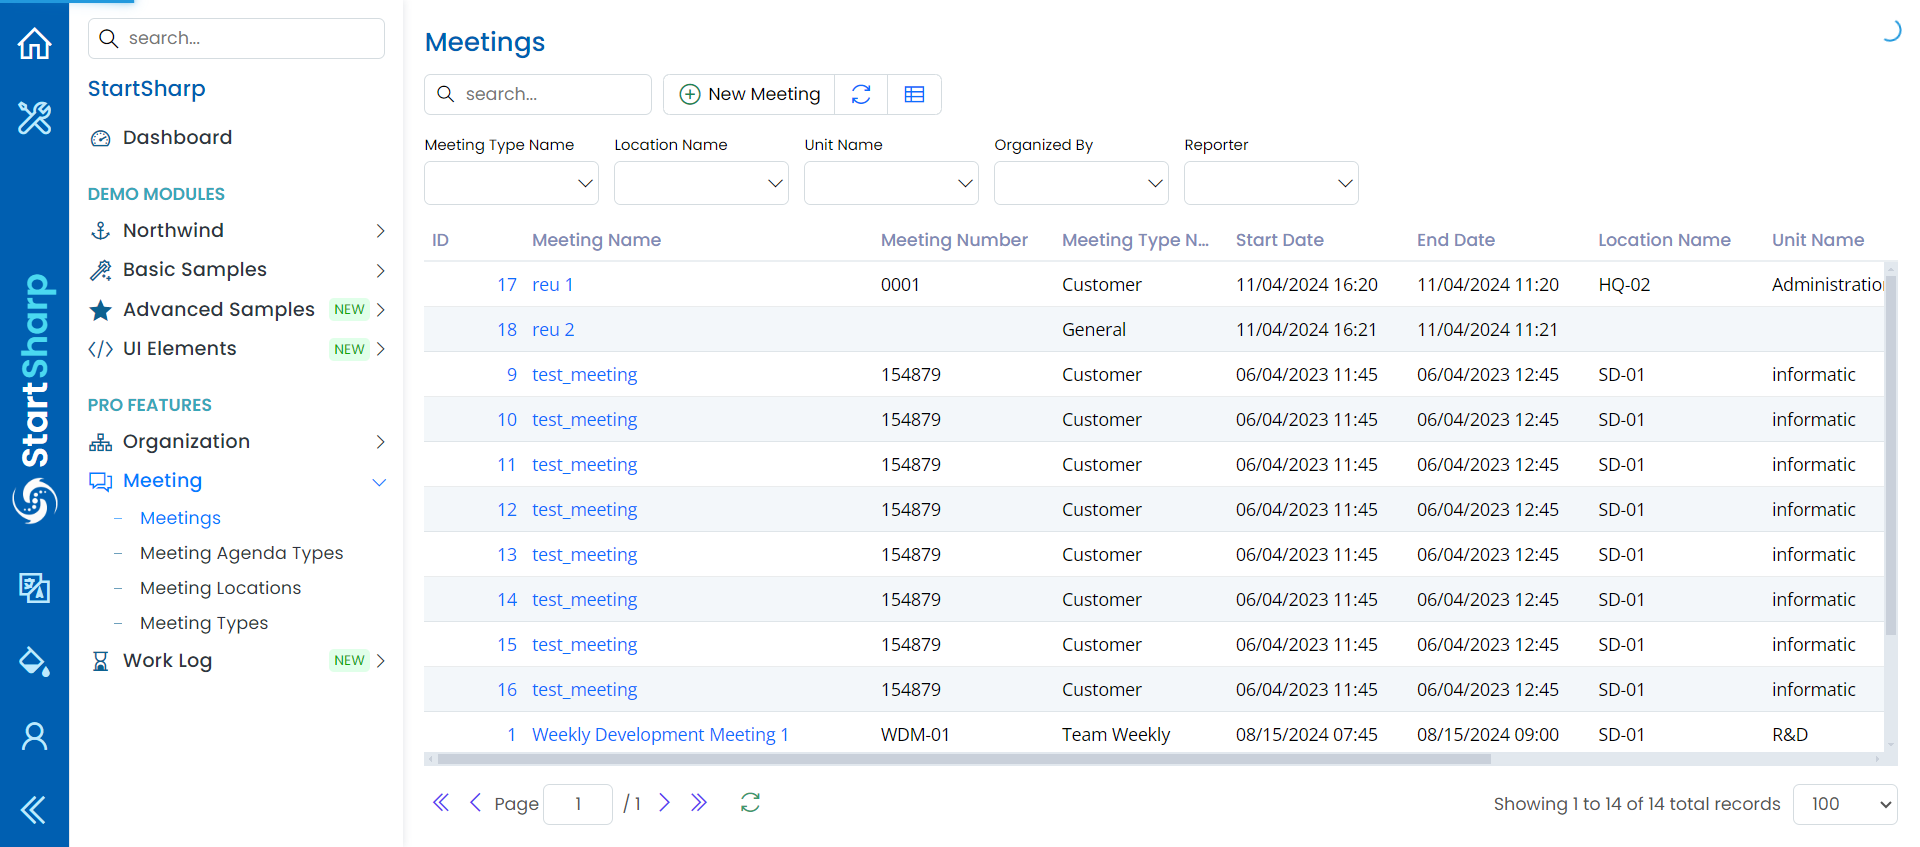 StartSharp
search...
StartSharp
Dashboard
DEMO MODULES
Northwind
Basic Samples
Advanced Samples NEW
UI Elements NEW
PRO FEATURES
Organization
Meeting
Meetings
Meeting Agenda Types
Meeting Locations
Meeting Types
Work Log NEW
Meetings
search... New Meeting
Meeting Type Name Location Name Unit Name Organized By Reporter
ID Meeting Name Meeting Number Meeting Type N... Start Date End Date Location Name Unit Name
17 reu 1 0001 Customer 11/04/2024 16:20 11/04/2024 11:20 HQ-02 Administratio
18 reu 2 General 11/04/2024 16:21 11/04/2024 11:21
9 test_meeting 154879 Customer 06/04/2023 11:45 06/04/2023 12:45 SD-01 informatic
10 test_meeting 154879 Customer 06/04/2023 11:45 06/04/2023 12:45 SD-01 informatic
11 test_meeting 154879 Customer 06/04/2023 11:45 06/04/2023 12:45 SD-01 informatic
12 test_meeting 154879 Customer 06/04/2023 11:45 06/04/2023 12:45 SD-01 informatic
13 test_meeting 154879 Customer 06/04/2023 11:45 06/04/2023 12:45 SD-01 informatic
14 test_meeting 154879 Customer 06/04/2023 11:45 06/04/2023 12:45 SD-01 informatic
15 test_meeting 154879 Customer 06/04/2023 11:45 06/04/2023 12:45 SD-01 informatic
16 test_meeting 154879 Customer 06/04/2023 11:45 06/04/2023 12:45 SD-01 informatic
1 Weekly Development Meeting 1 WDM-01 Team Weekly 08/15/2024 07:45 08/15/2024 09:00 SD-01 R&D
Page 1 / 1 Showing 1 to 14 of 14 total records 100